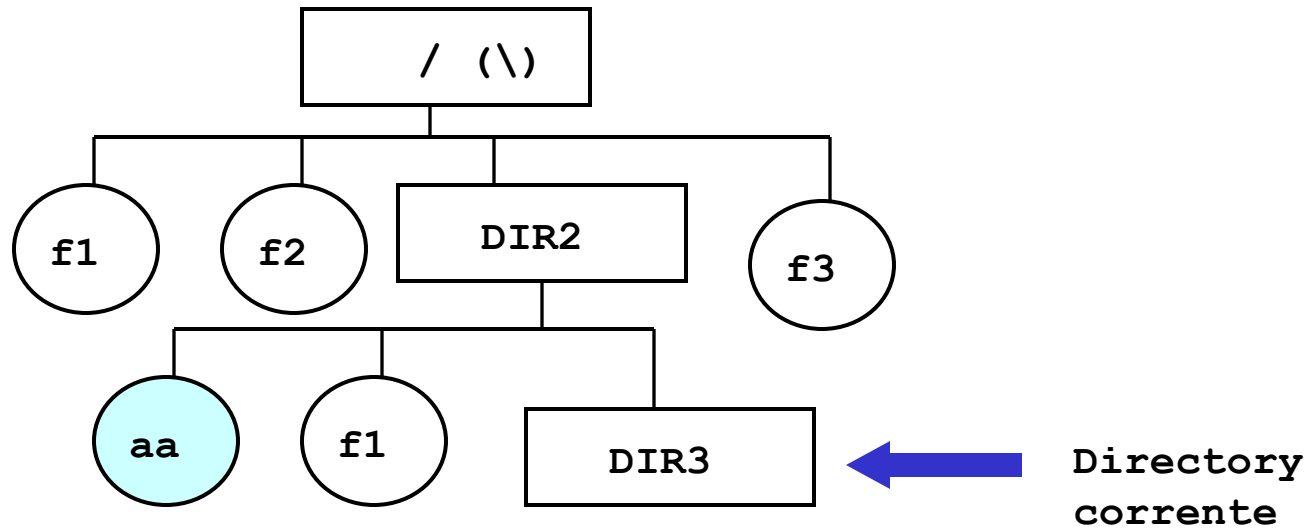 / (\)
f1
f2
DIR2
f3
aa
f1
DIR3
Directory
corrente